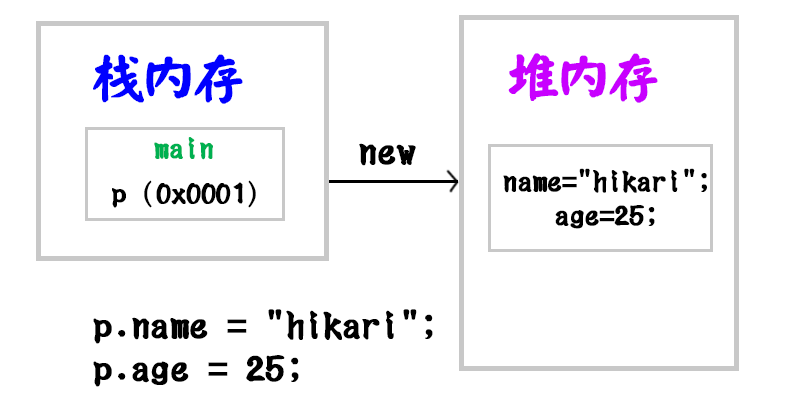 栈内存
main
p (0x0001)
new
堆内存
name="hikari";
age=25;
p.name = "hikari";
p.age = 25;